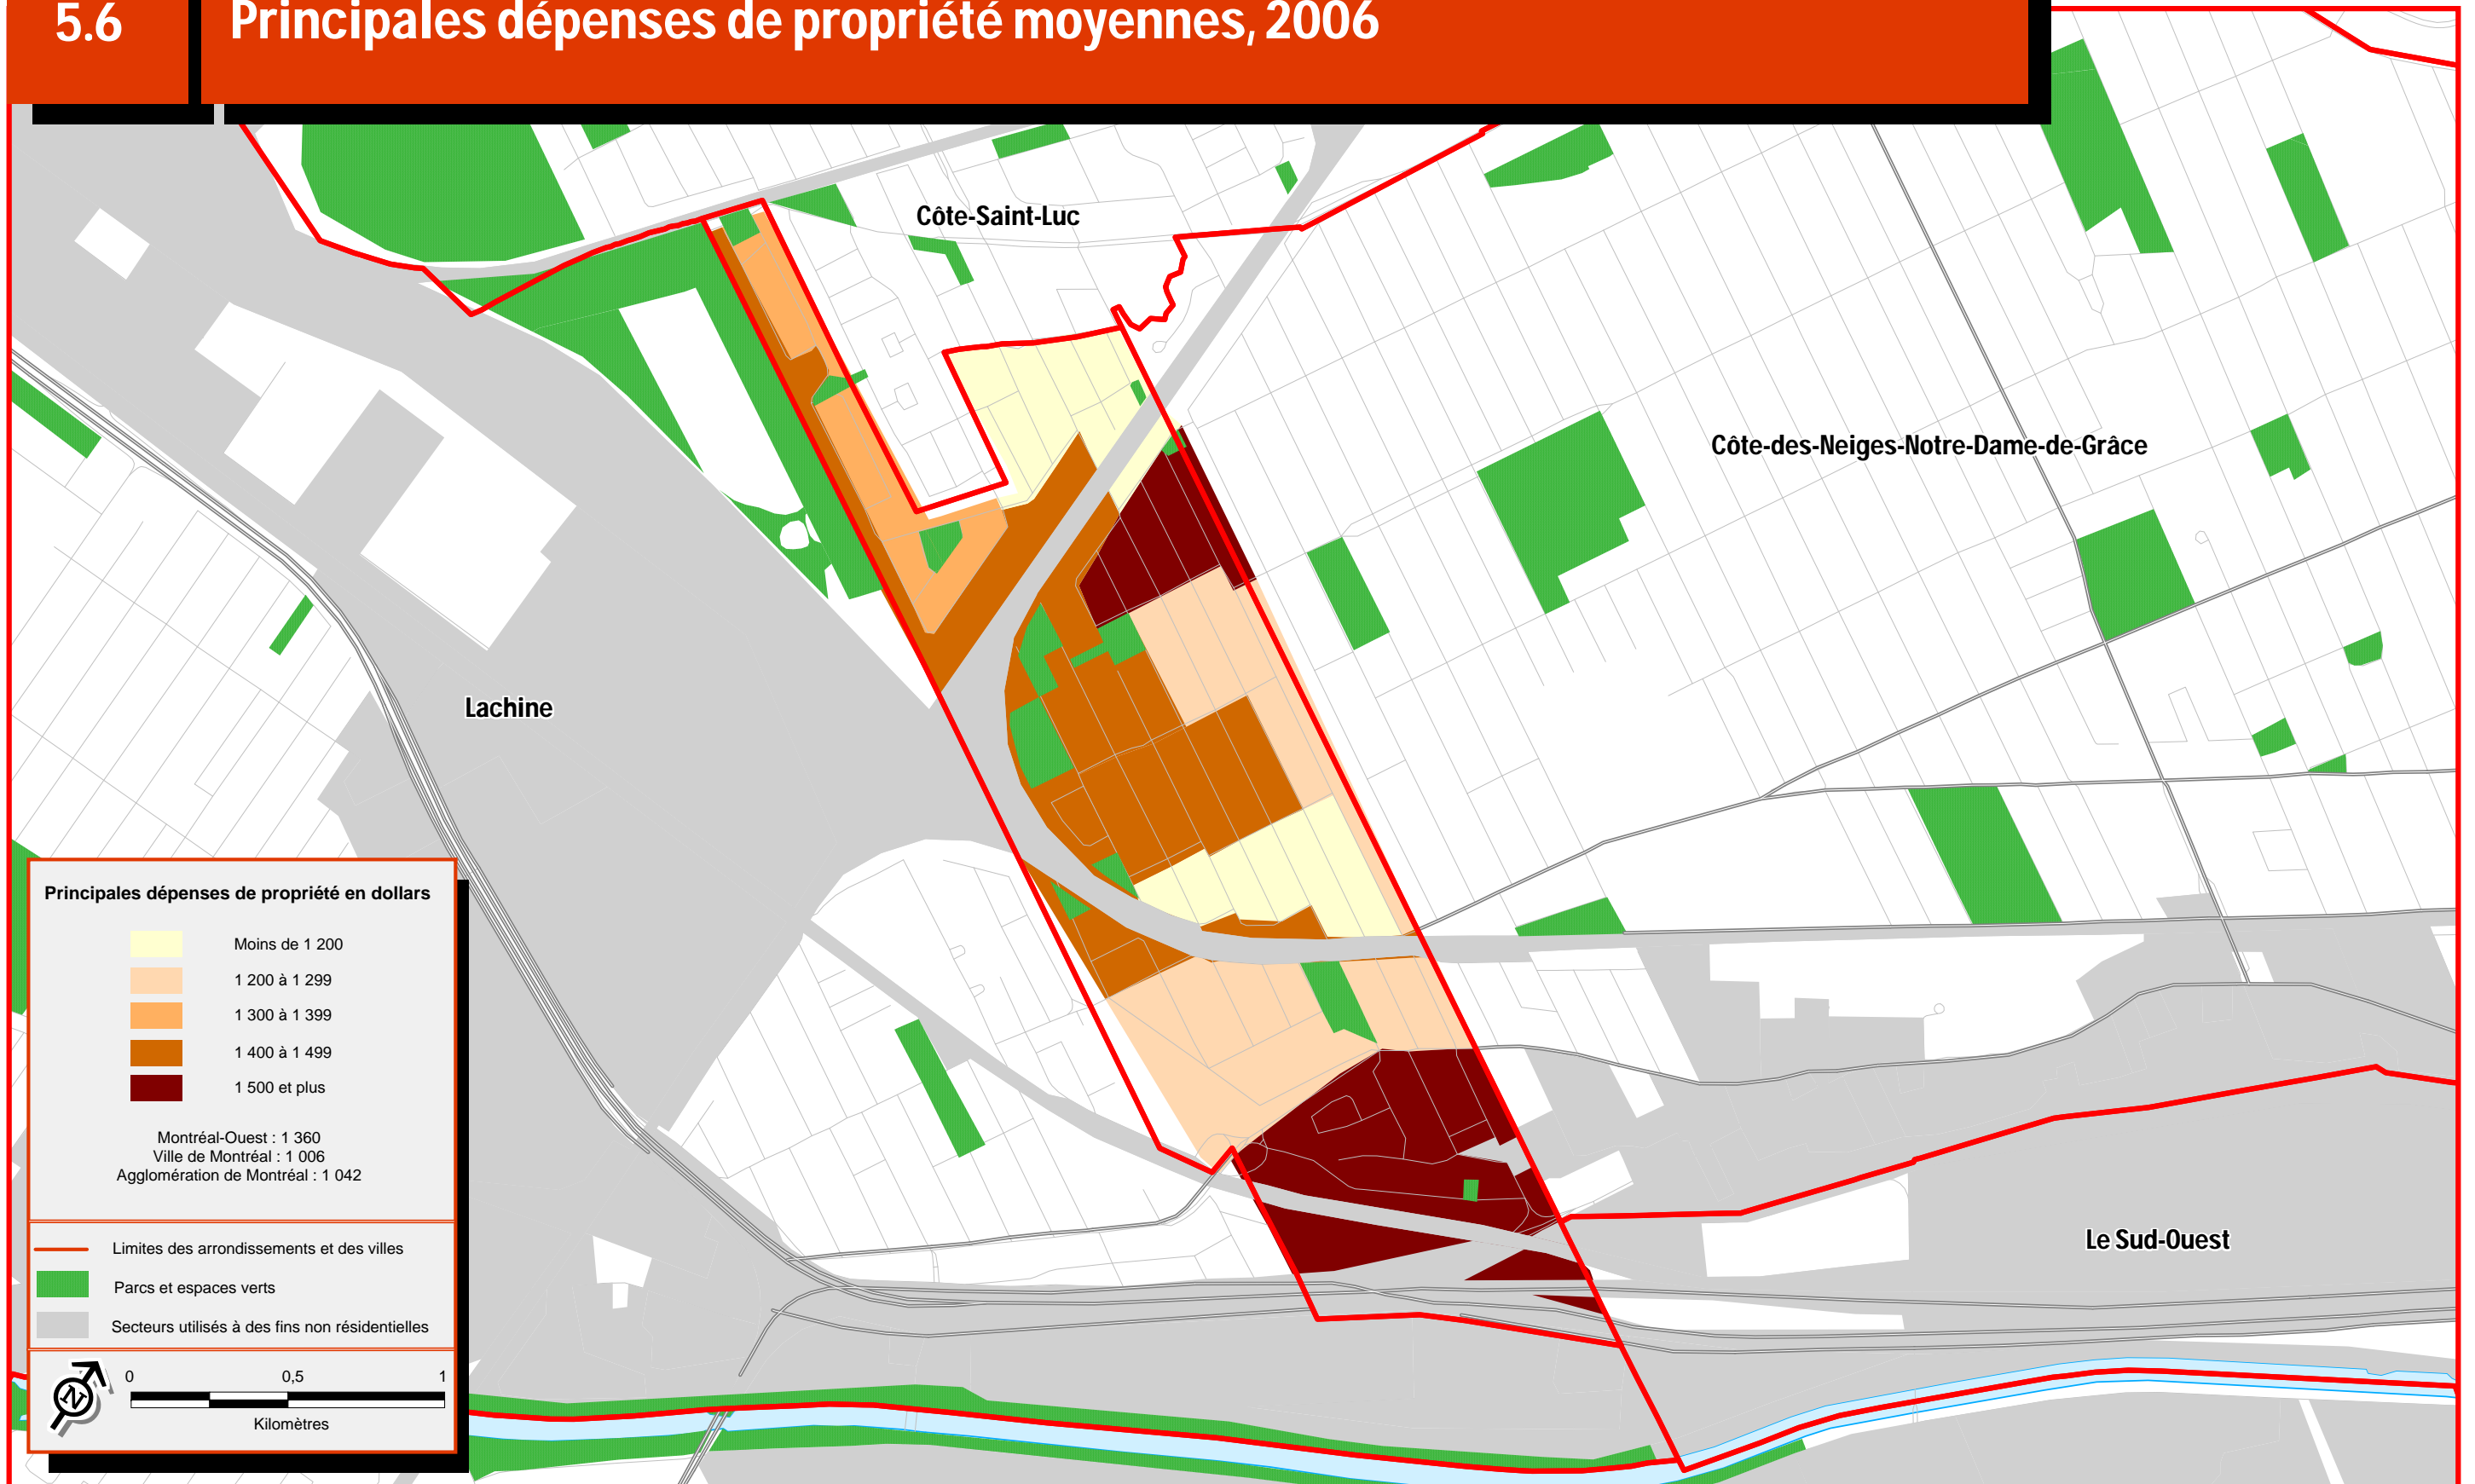 5.6
Principales dépenses de propriété moyennes, 2006
Côte-Saint-Luc
Côte-des-Neiges-Notre-Dame-de-Grâce
Lachine
Le Sud-Ouest
Principales dépenses de propriété en dollars
Moins de 1 200
1 200 à 1 299
1 300 à 1 399
1 400 à 1 499
1 500 et plus
Montréal-Ouest : 1 360
Ville de Montréal : 1 006
Agglomération de Montréal : 1 042
Limites des arrondissements et des villes
Parcs et espaces verts
Secteurs utilisés à des fins non résidentielles
N
0 0,5 1
Kilomètres